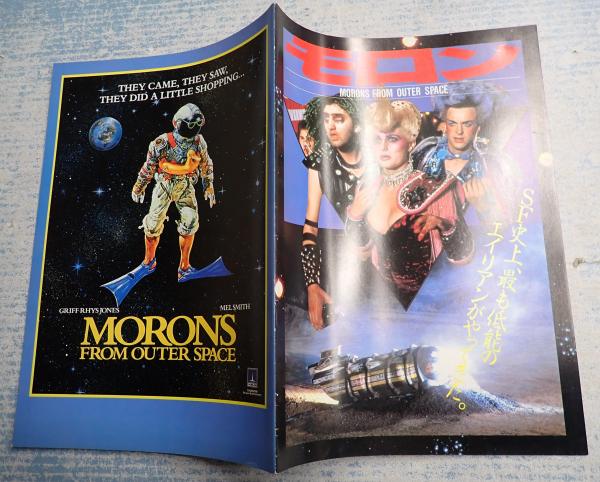 THEY CAME, THEY SAW,
THEY DID A LITTLE SHOPPING...
GRIFF RHYS JONES
MEL SMITH
MORONS
FROM OUTER SPACE
モロン
MORONS FROM OUTER SPACE
SF史上、最も低能の
エイリアンがやってきた。